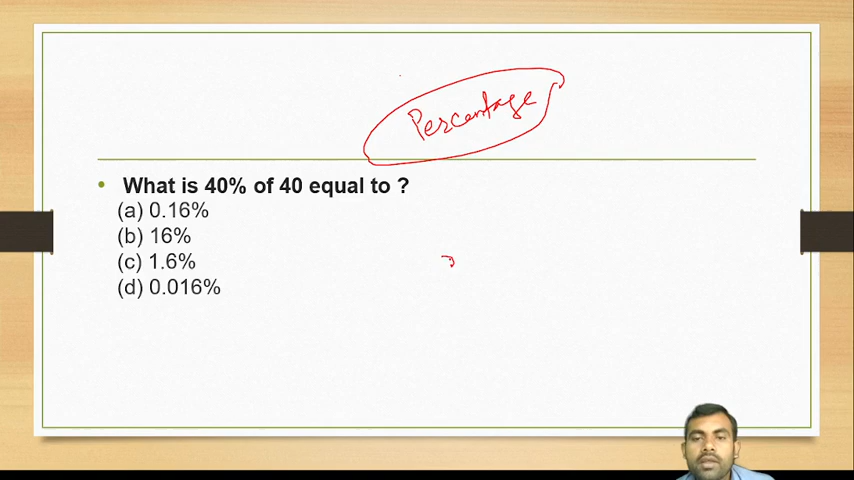 Percentage
• What is 40% of 40 equal to ?
(a) 0.16%
(b) 16%
(c) 1.6%
(d) 0.016%